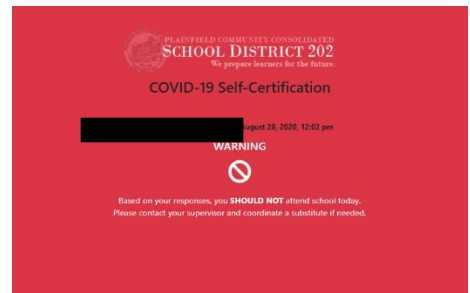 PLAINFIELD COMMUNITY CONSOLIDATED
SCHOOL DISTRICT 202
We prepare learners for the future.
COVID-19 Self-Certification
August 28, 2020, 12:02 pm
WARNING
Based on your responses, you SHOULD NOT attend school today.
Please contact your supervisor and coordinate a substitute if needed.